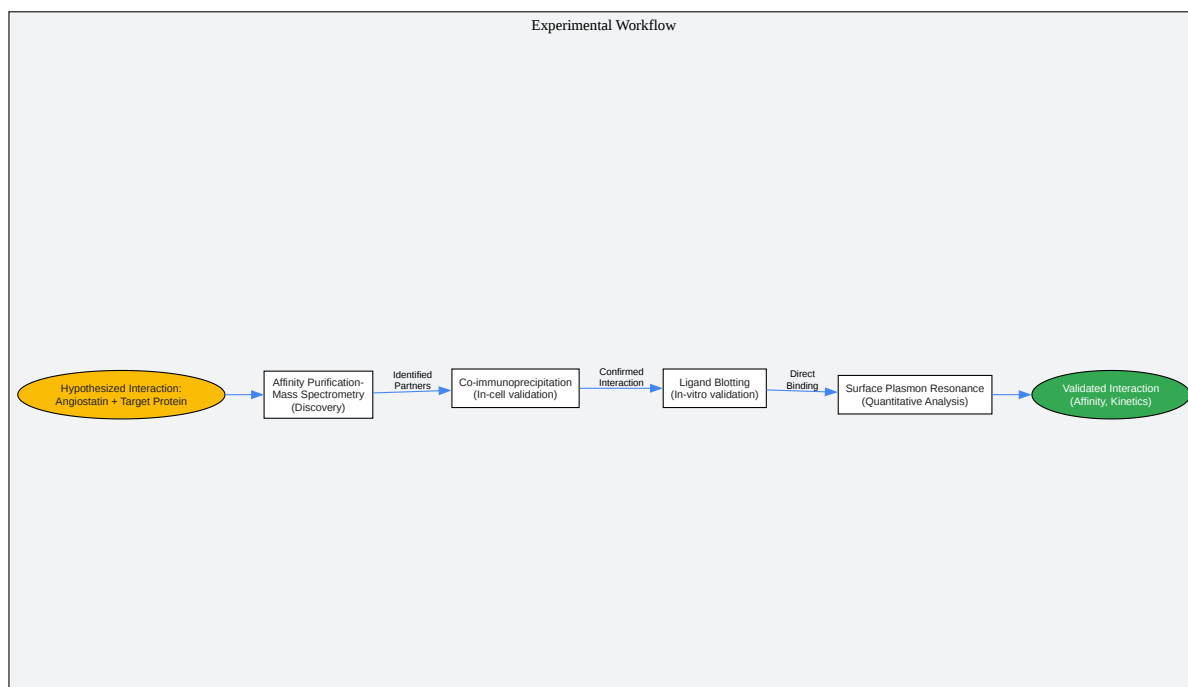 Experimental Workflow
Hypothesized Interaction:
Angiostatin + Target Protein
Affinity Purification-
Mass Spectrometry
(Discovery)
Identified
Partners
Co-immunoprecipitation
(In-cell validation)
Confirmed
Interaction
Ligand Blotting
(In-vitro validation)
Direct
Binding
Surface Plasmon Resonance
(Quantitative Analysis)
Validated Interaction
(Affinity, Kinetics)